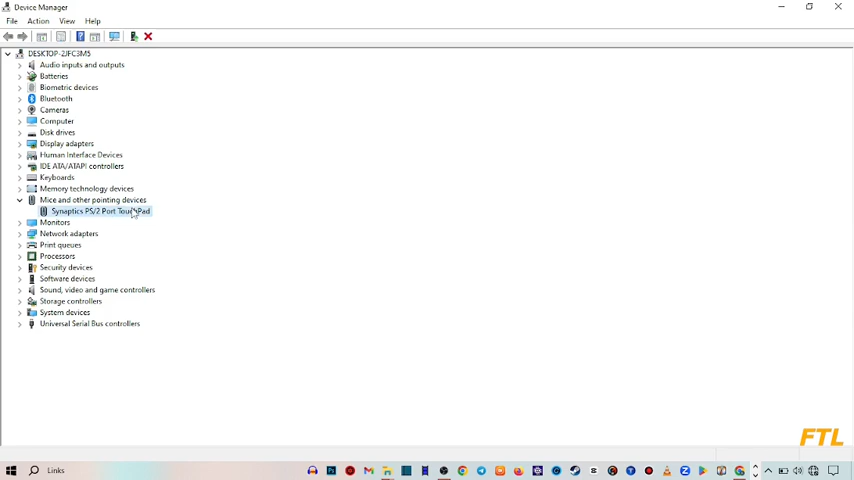 Device Manager
File Action View Help
DESKTOP-2JFC3M5
Audio inputs and outputs
Batteries
Biometric devices
Bluetooth
Cameras
Computer
Disk drives
Display adapters
Human Interface Devices
IDE ATA/ATAPI controllers
Keyboards
Memory technology devices
Mice and other pointing devices
Synaptics PS/2 Port TouchPad
Monitors
Network adapters
Print queues
Processors
Security devices
Software devices
Sound, video and game controllers
Storage controllers
System devices
Universal Serial Bus controllers
FTL
Links